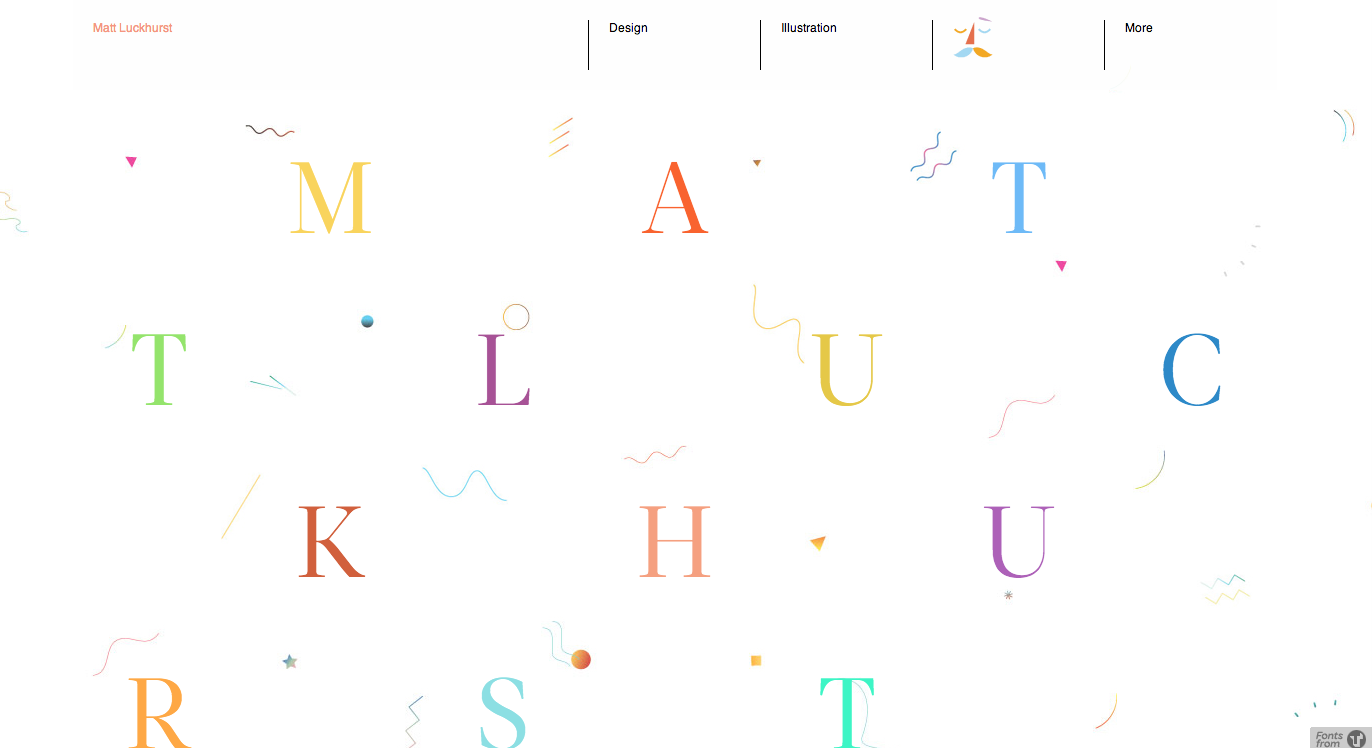 Matt Luckhurst
Design
Illustration
More
M A T
T L U C
K H U
R S T
Fonts
from